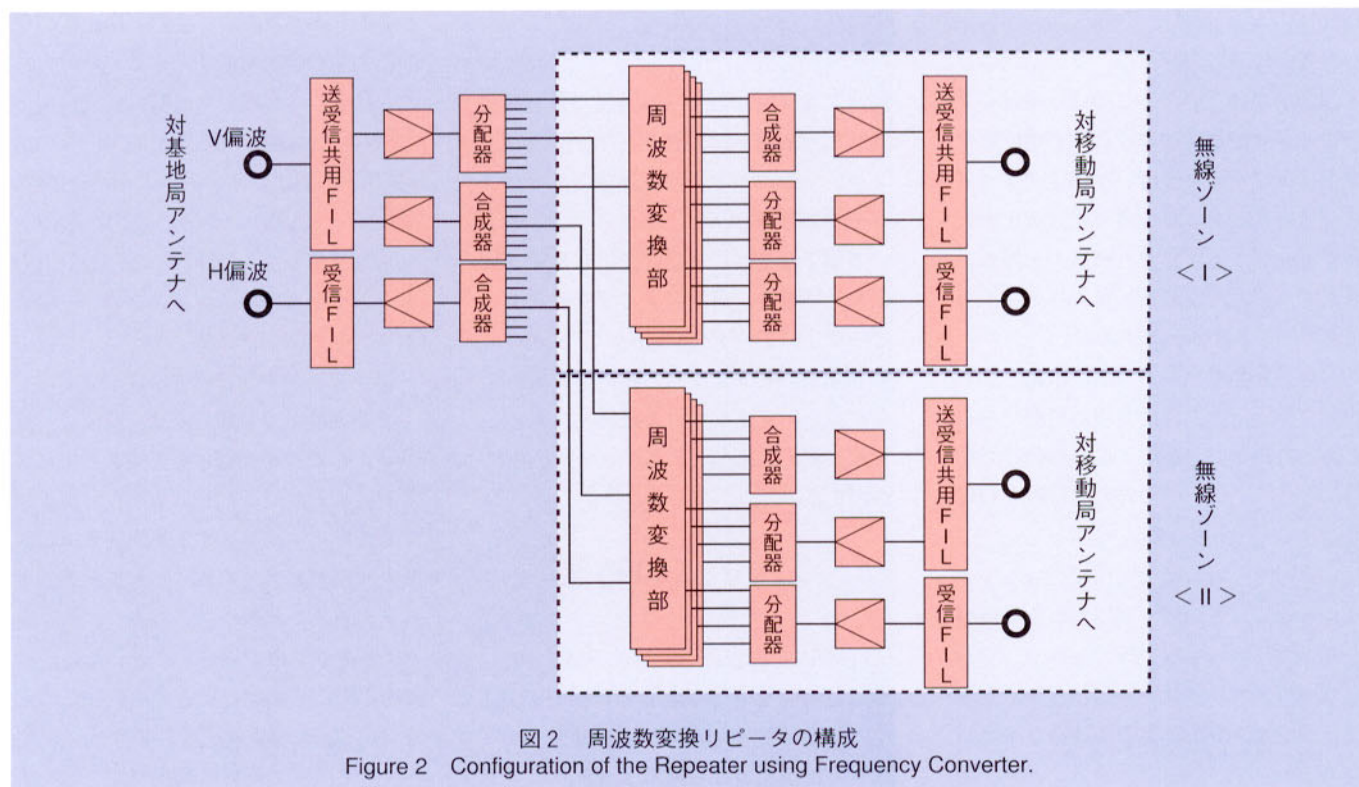 対基地局アンテナへ
V偏波
H偏波
送受信共用FIL
受信FIL
分配器
合成器
合成器
周波数変換部
合成器
分配器
分配器
送受信共用FIL
受信FIL
対移動局アンテナへ
無線ゾーン
<I>
周波数変換部
合成器
分配器
分配器
送受信共用FIL
受信FIL
対移動局アンテナへ
無線ゾーン
<II>
図2 周波数変換リピータの構成
Figure 2 Configuration of the Repeater using Frequency Converter.